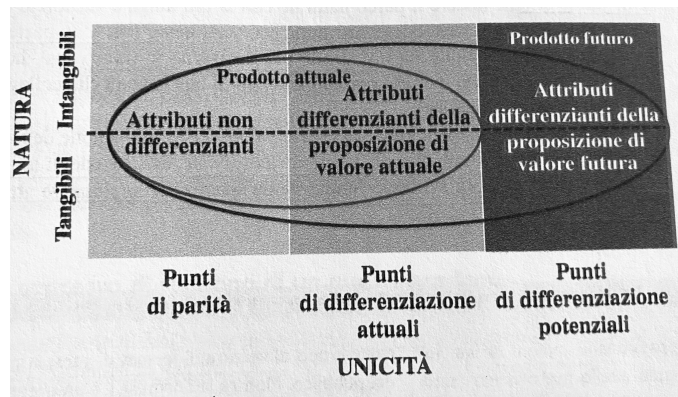 Prodotto futuro
Prodotto attuale
NATURA
Intangibili
Tangibili
Attributi non
differenzianti
Attributi
differenzianti della
proposizione di
valore attuale
Attributi
differenzianti della
proposizione di
valore futura
Punti
di parità
Punti
di differenziazione
attuali
Punti
di differenziazione
potenziali
UNICITÀ